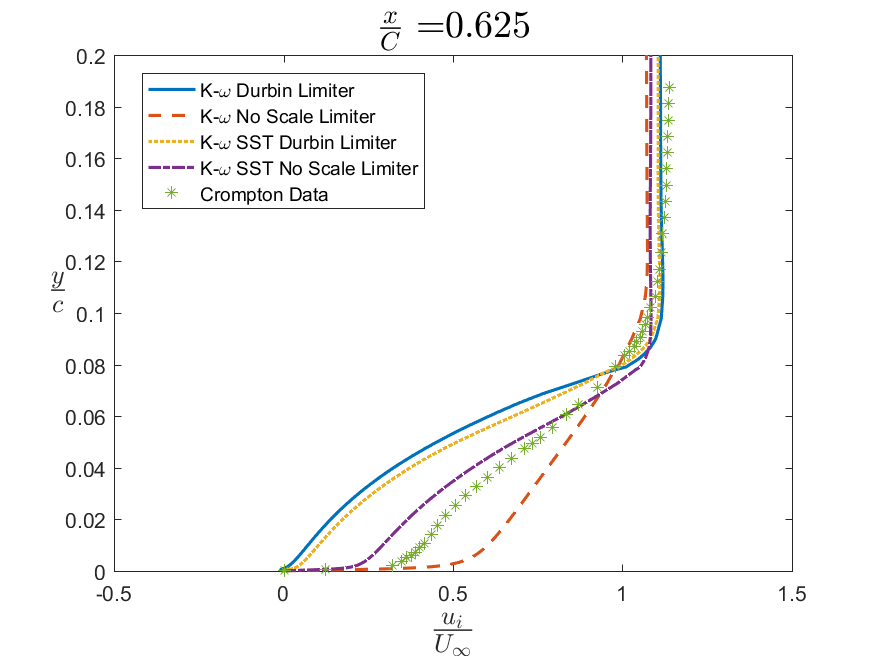 x/C =0.625
0.2
0.18
0.16
0.14
0.12
0.1
0.08
0.06
0.04
0.02
0
y/c
K-ω Durbin Limiter
K-ω No Scale Limiter
K-ω SST Durbin Limiter
K-ω SST No Scale Limiter
Crompton Data
-0.5 0 0.5 1 1.5
u_i/U_∞